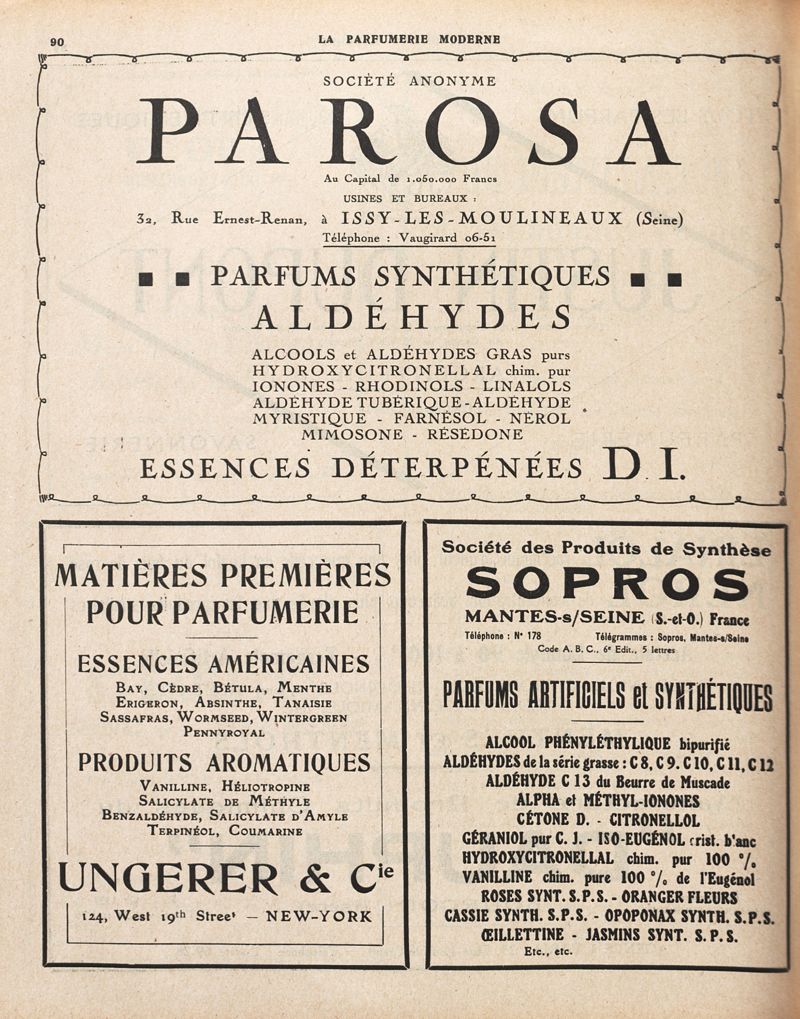 90
LA PARFUMERIE MODERNE
SOCIÉTÉ ANONYME
PAROSA
Au Capital de 1.050.000 Francs
USINES ET BUREAUX :
32, Rue Ernest-Renan, à ISSY-LES-MOULINEAUX (Seine)
Téléphone : Vaugirard 06-51
PARFUMS SYNTHÉTIQUES
ALDÉHYDES
ALCOOLS et ALDÉHYDES GRAS purs
HYDROXYCITRONELLAL chim. pur
IONONES - RHODINOLS - LINALOLS
ALDÉHYDE TUBÉRIQUE - ALDÉHYDE
MYRISTIQUE - FARNÉSOL - NÉROL
MIMOSONE - RÉSEDONE
ESSENCES DÉTERPÉNÉES D. I.
MATIÈRES PREMIÈRES
POUR PARFUMERIE
ESSENCES AMÉRICAINES
BAY, CÈDRE, BÉTULA, MENTHE
ERIGERON, ABSINTHE, TANAISIE
SASSAFRAS, WORMSEED, WINTERGREEN
PENNYROYAL
PRODUITS AROMATIQUES
VANILLINE, HÉLIOTROPINE
SALICYLATE DE MÉTHYLE
BENZALDÉHYDE, SALICYLATE D'AMYLE
TERPINÉOL, COUMARINE
UNGERER & Cie
124, West 19th Street — NEW-YORK
Société des Produits de Synthèse
SOPROS
MANTES-s/SEINE (S.-et-O.) France
Téléphone : N° 178 Télégrammes : Sopros, Mantes-s/Seine
Code A. B. C., 6e Edit., 5 lettres
PARFUMS ARTIFICIELS et SYNTHÉTIQUES
ALCOOL PHÉNYLÉTHYLIQUE bipurifié
ALDÉHYDES de la série grasse : C 8, C 9, C 10, C 11, C 12
ALDÉHYDE C 13 du Beurre de Muscade
ALPHA et MÉTHYL-IONONES
CÉTONE D. - CITRONELLOL
GÉRANIOL pur C. J. - ISO-EUGÉNOL crist. b'anc
HYDROXYCITRONELLAL chim. pur 100 %
VANILLINE chim. pure 100 % de l'Eugénol
ROSES SYNT. S.P.S. - ORANGER FLEURS
CASSIE SYNTH. S.P.S. - OPOPONAX SYNTH. S.P.S.
ŒILLETTINE - JASMINS SYNT. S.P.S.
Etc., etc.